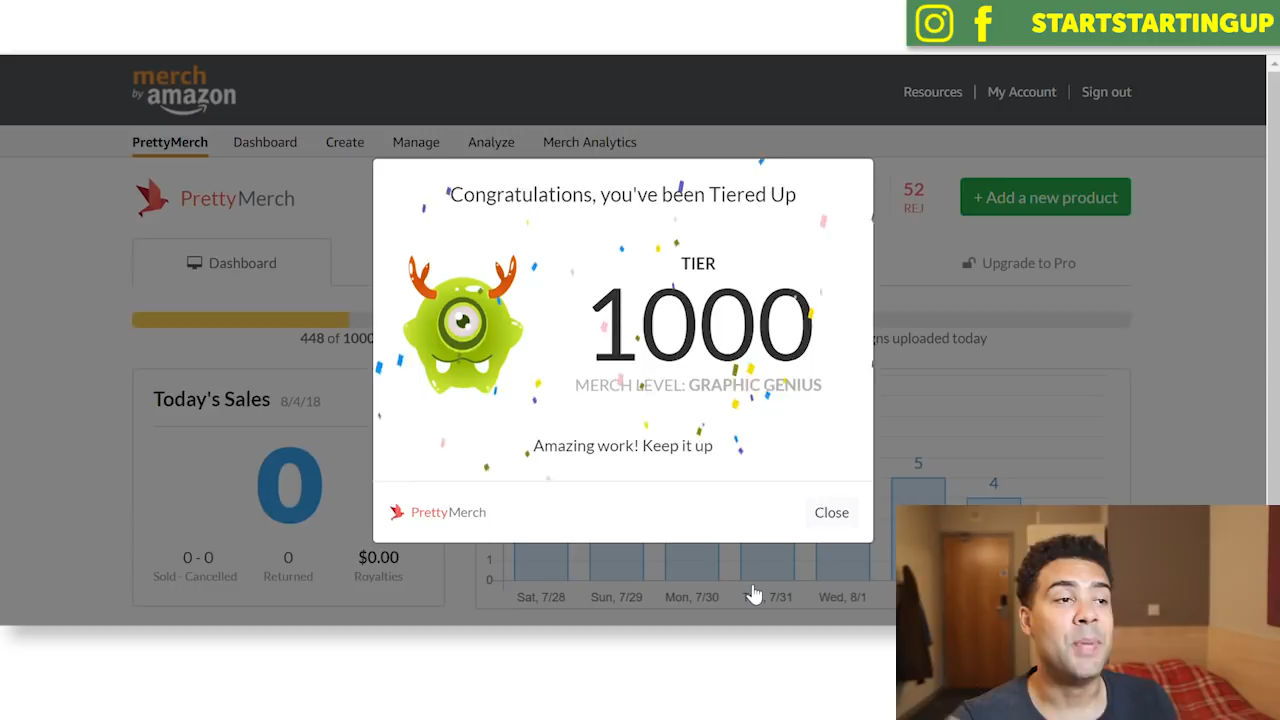 STARTSTARTINGUP
merch
by amazon
Resources | My Account | Sign out
PrettyMerch Dashboard Create Manage Analyze Merch Analytics
PrettyMerch
52
REJ
+ Add a new product
Dashboard
Upgrade to Pro
448 of 1000
uploaded today
Congratulations, you've been Tiered Up
TIER
1000
MERCH LEVEL: GRAPHIC GENIUS
Amazing work! Keep it up
PrettyMerch
Close
Today's Sales 8/4/18
0
0 - 0 0 $0.00
Sold - Cancelled Returned Royalties
5
4
1
0
Sat, 7/28 Sun, 7/29 Mon, 7/30 7/31 Wed, 8/1